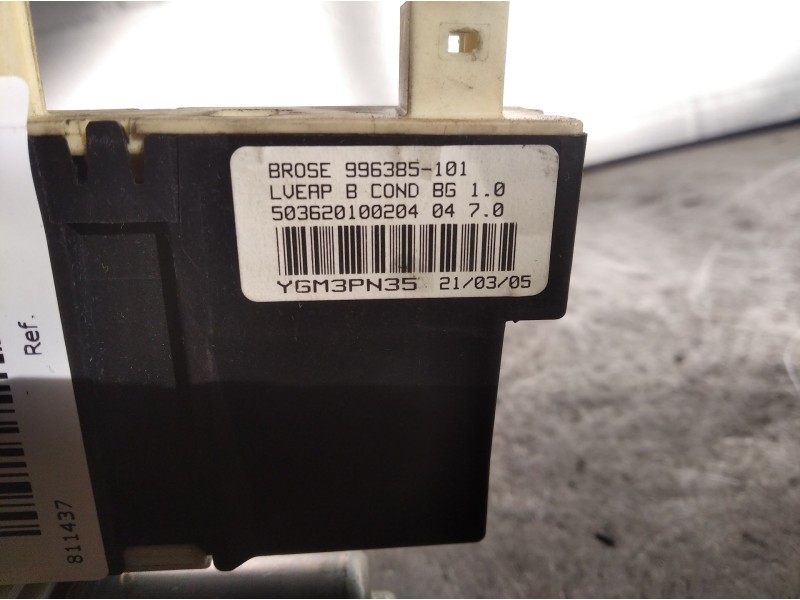 BROSE 996385-101
LVEAP B COND BG 1.0
503620100204 04 7.0
YGM3PN35 21/03/05
Ref.
811437